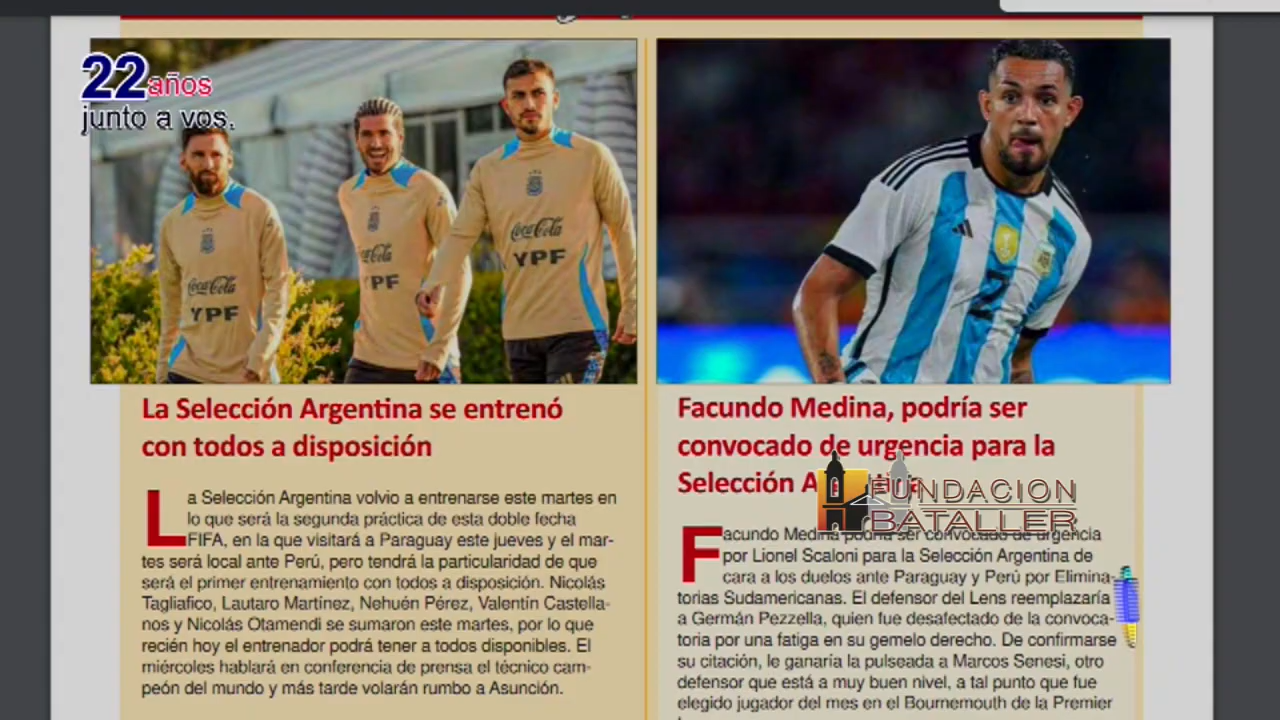 22 años
junto a vos.
Coca-Cola
YPF
Coca-Cola
YPF
Coca-Cola
YPF
2
La Selección Argentina se entrenó
con todos a disposición
La Selección Argentina volvio a entrenarse este martes en
lo que será la segunda práctica de esta doble fecha
FIFA, en la que visitará a Paraguay este jueves y el mar-
tes será local ante Perú, pero tendrá la particularidad de que
será el primer entrenamiento con todos a disposición. Nicolás
Tagliafico, Lautaro Martínez, Nehuén Pérez, Valentín Castella-
nos y Nicolás Otamendi se sumaron este martes, por lo que
recién hoy el entrenador podrá tener a todos disponibles. El
miércoles hablará en conferencia de prensa el técnico cam-
peón del mundo y más tarde volarán rumbo a Asunción.
Facundo Medina, podría ser
convocado de urgencia para la
Selección Argentina
FUNDACION
BATALLER
Facundo Medina podría ser convocado de urgencia
por Lionel Scaloni para la Selección Argentina de
cara a los duelos ante Paraguay y Perú por Elimina-
torias Sudamericanas. El defensor del Lens reemplazaría
a Germán Pezzella, quien fue desafectado de la convoca-
toria por una fatiga en su gemelo derecho. De confirmarse
su citación, le ganaría la pulseada a Marcos Senesi, otro
defensor que está a muy buen nivel, a tal punto que fue
elegido jugador del mes en el Bournemouth de la Premier